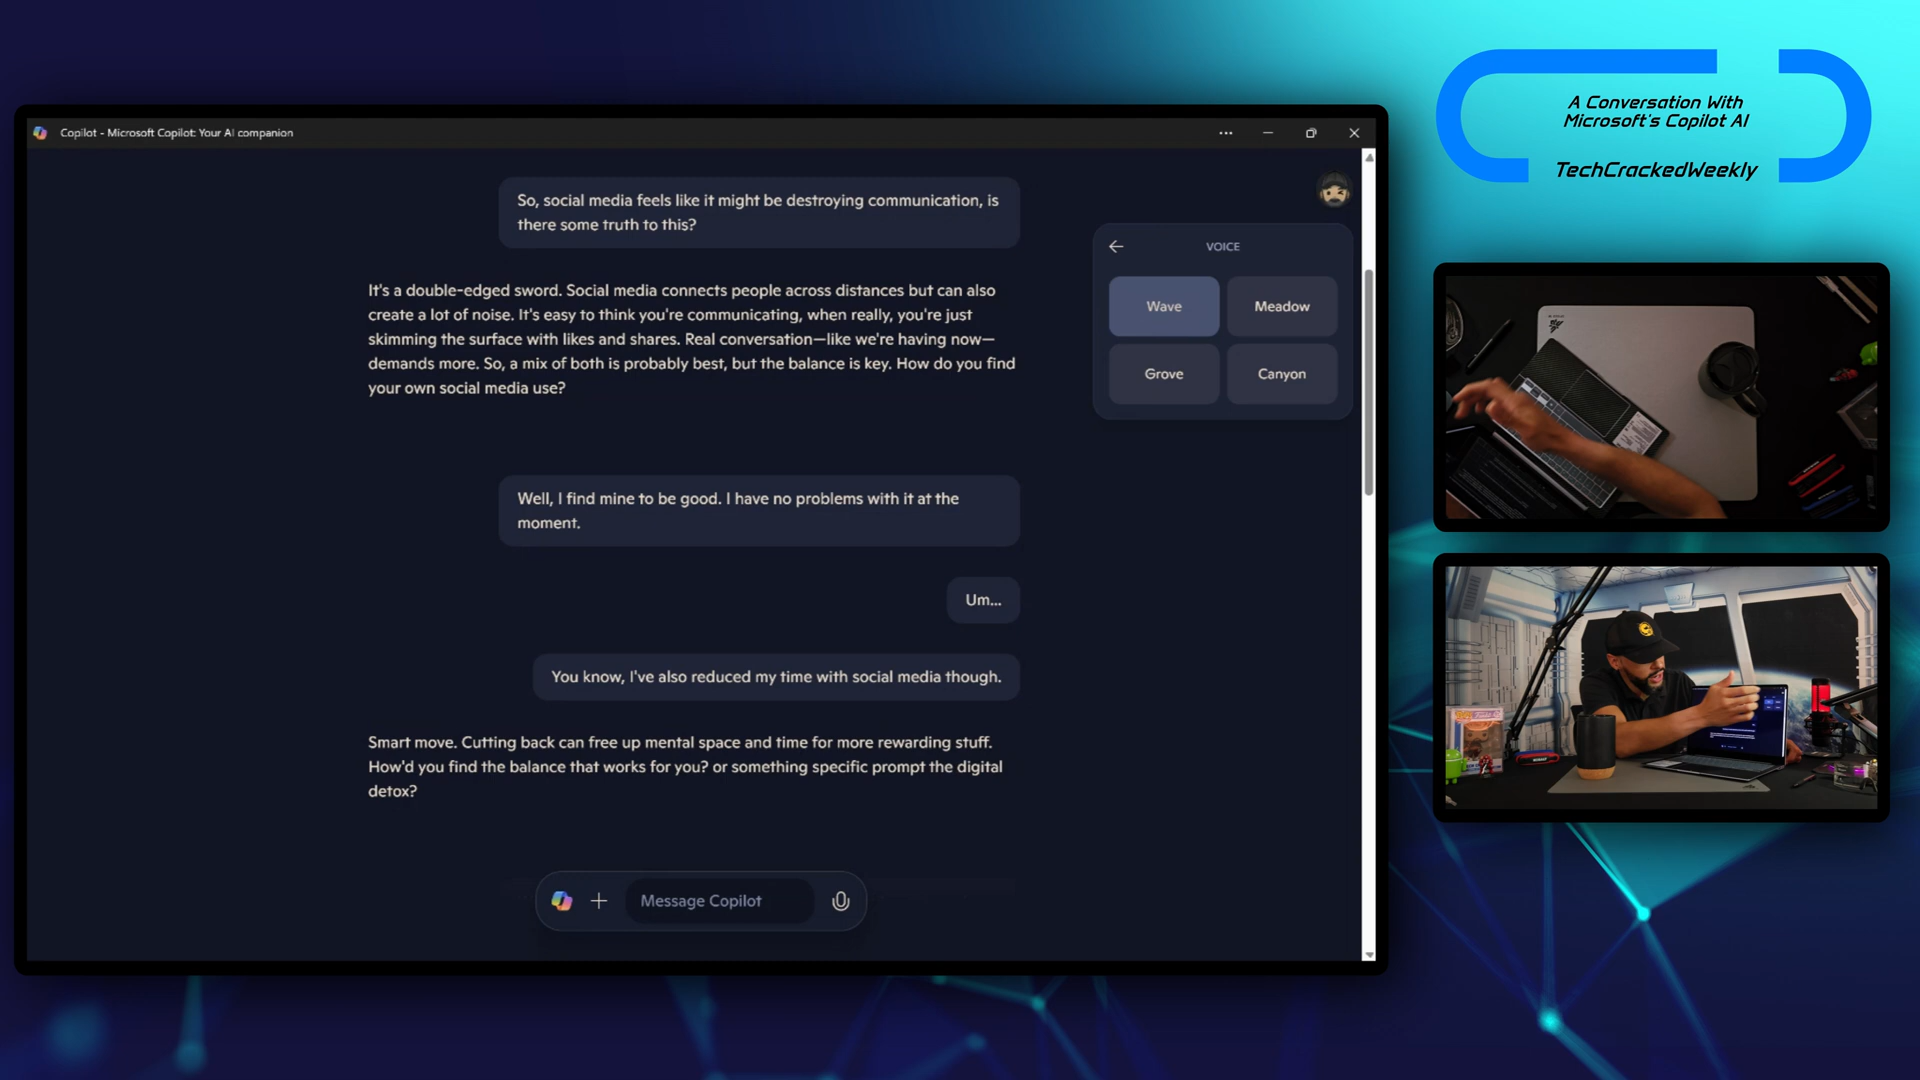 Copilot - Microsoft Copilot: Your AI companion
So, social media feels like it might be destroying communication, is
there some truth to this?
It's a double-edged sword. Social media connects people across distances but can also
create a lot of noise. It's easy to think you're communicating, when really, you're just
skimming the surface with likes and shares. Real conversation—like we're having now—
demands more. So, a mix of both is probably best, but the balance is key. How do you find
your own social media use?
Well, I find mine to be good. I have no problems with it at the
moment.
Um...
You know, I've also reduced my time with social media though.
Smart move. Cutting back can free up mental space and time for more rewarding stuff.
How'd you find the balance that works for you? or something specific prompt the digital
detox?
Message Copilot
VOICE
Wave
Meadow
Grove
Canyon
A Conversation With
Microsoft's Copilot AI
TechCrackedWeekly